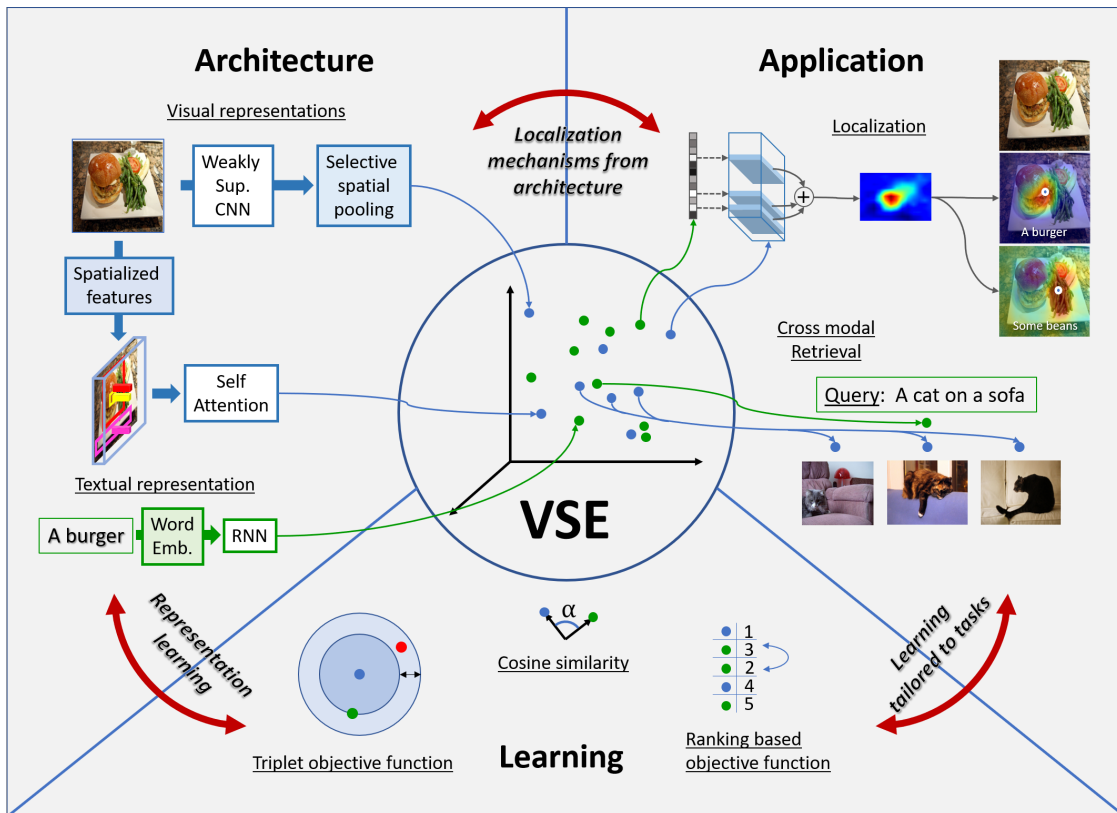 Architecture
Visual representations
Weakly
Sup.
CNN
Selective
spatial
pooling
Spatialized
features
Self
Attention
Textual representation
A burger
Word
Emb.
RNN
Localization
mechanisms from
architecture
Application
Localization
A burger
Some beans
Cross modal
Retrieval
Query: A cat on a sofa
VSE
Representation
learning
Learning
tailored to tasks
α
Cosine similarity
Triplet objective function
Learning
1
3
2
4
5
Ranking based
objective function